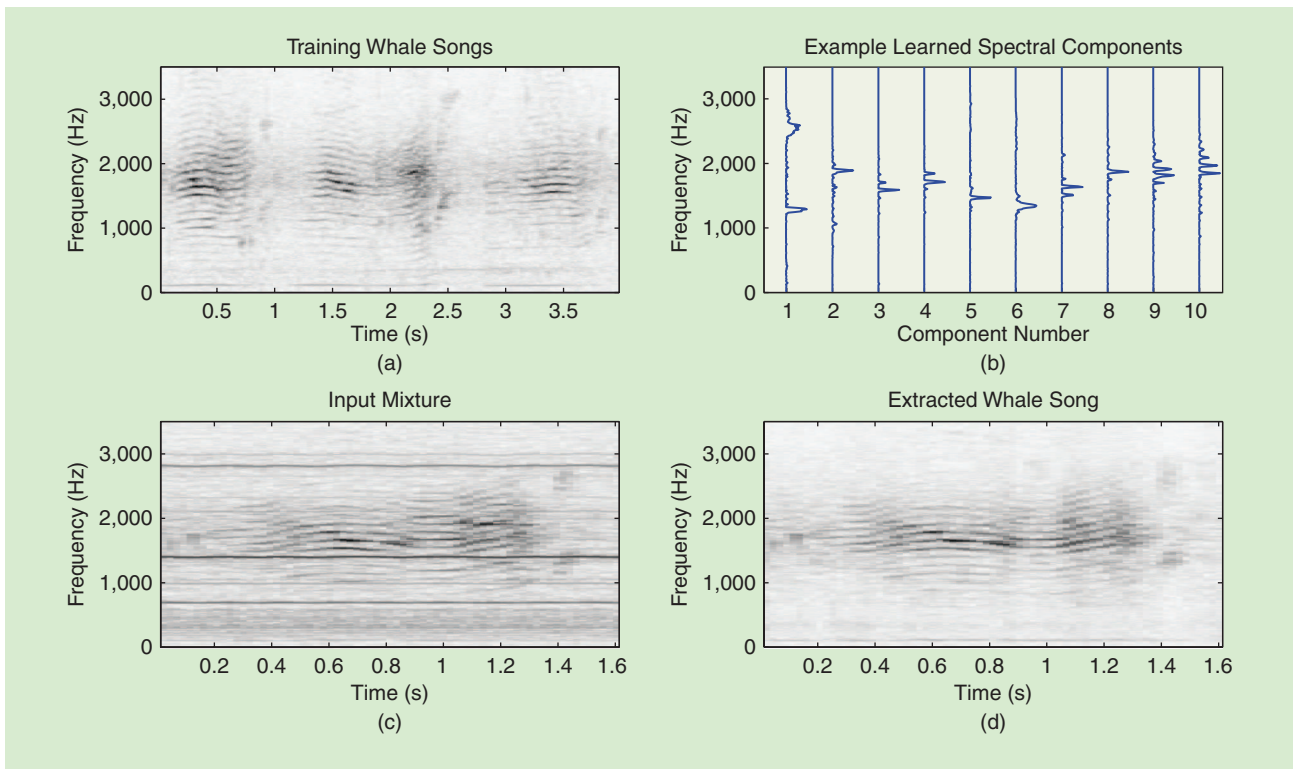 Training Whale Songs
Frequency (Hz)
3,000
2,000
1,000
0
0.5 1 1.5 2 2.5 3 3.5
Time (s)
(a)
Example Learned Spectral Components
Frequency (Hz)
3,000
2,000
1,000
0
1 2 3 4 5 6 7 8 9 10
Component Number
(b)
Input Mixture
Frequency (Hz)
3,000
2,000
1,000
0
0.2 0.4 0.6 0.8 1 1.2 1.4 1.6
Time (s)
(c)
Extracted Whale Song
Frequency (Hz)
3,000
2,000
1,000
0
0.2 0.4 0.6 0.8 1 1.2 1.4 1.6
Time (s)
(d)